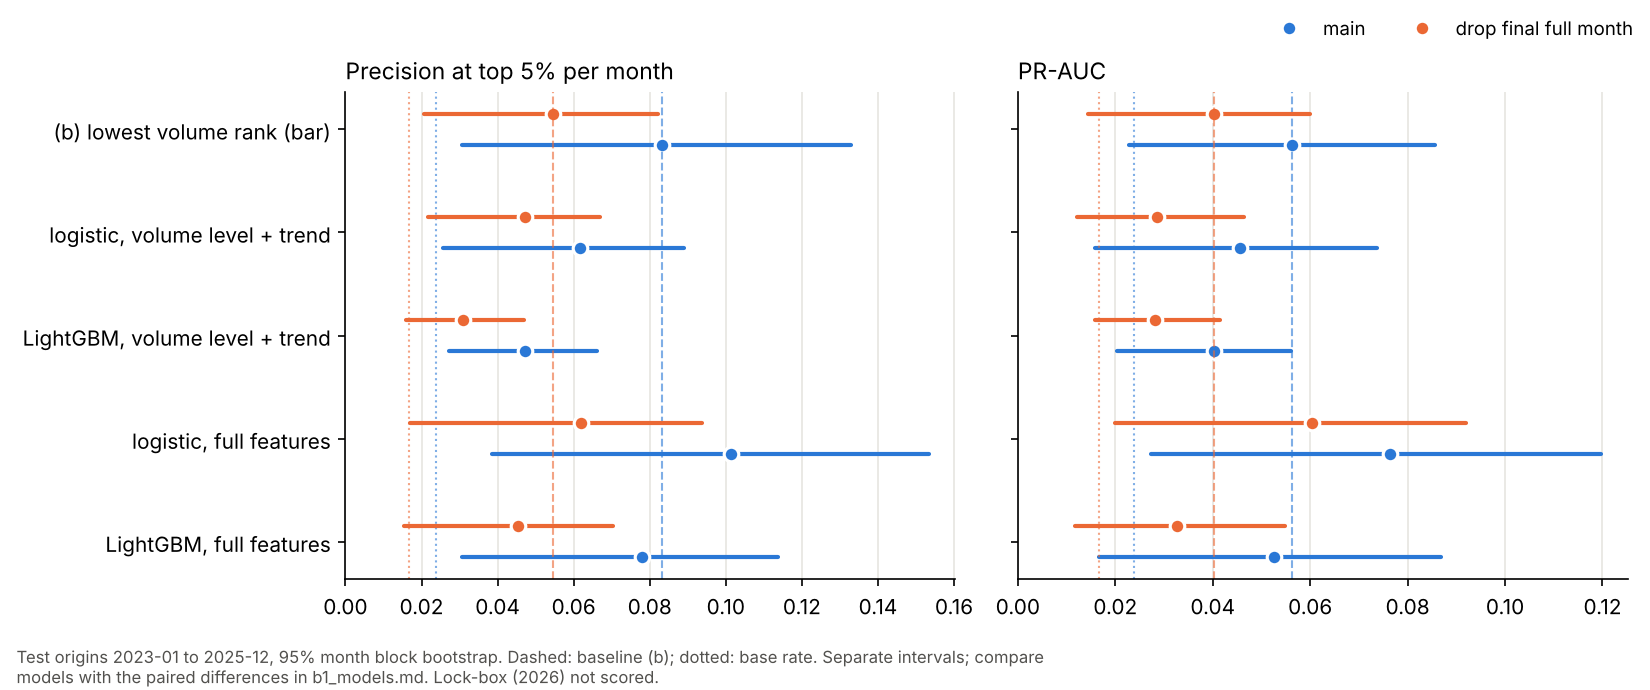 main
drop final full month
Precision at top 5% per month
PR-AUC
(b) lowest volume rank (bar)
logistic, volume level + trend
LightGBM, volume level + trend
logistic, full features
LightGBM, full features
0.00 0.02 0.04 0.06 0.08 0.10 0.12 0.14 0.16
0.00 0.02 0.04 0.06 0.08 0.10 0.12
Test origins 2023-01 to 2025-12, 95% month block bootstrap. Dashed: baseline (b); dotted: base rate. Separate intervals; compare
models with the paired differences in b1_models.md. Lock-box (2026) not scored.